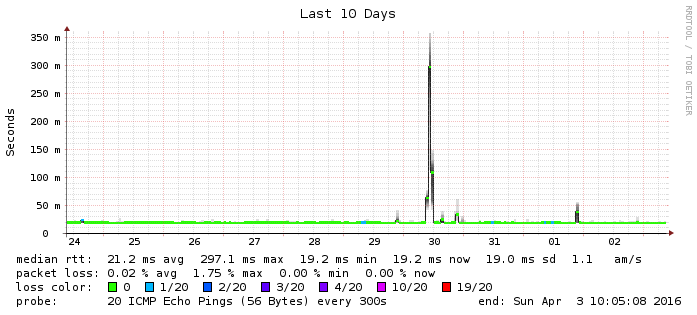 Last 10 Days
RRDTOOL / TOBI OETIKER
Seconds
350 m
300 m
250 m
200 m
150 m
100 m
50 m
0
24 25 26 27 28 29 30 31 01 02
median rtt: 21.2 ms avg 297.1 ms max 19.2 ms min 19.2 ms now 19.0 ms sd 1.1 am/s
packet loss: 0.02 % avg 1.75 % max 0.00 % min 0.00 % now
loss color: 0 1/20 2/20 3/20 4/20 10/20 19/20
probe: 20 ICMP Echo Pings (56 Bytes) every 300s end: Sun Apr 3 10:05:08 2016